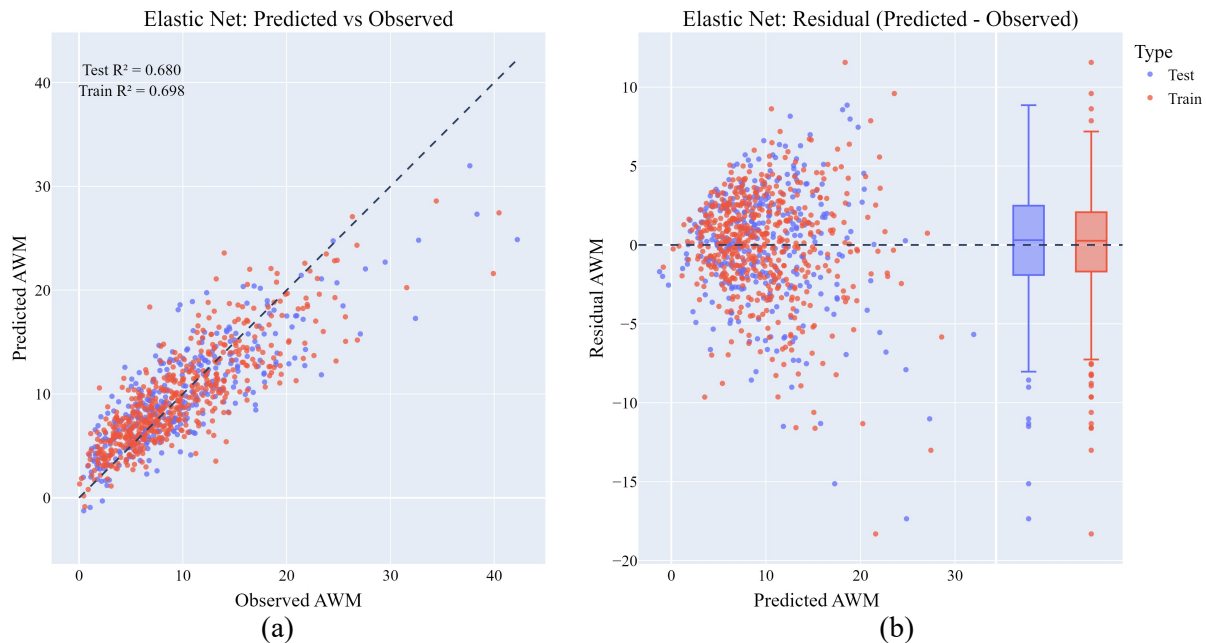 Elastic Net: Predicted vs Observed
Test R² = 0.680
Train R² = 0.698
Predicted AWM
40
30
20
10
0
0 10 20 30 40
Observed AWM
(a)
Elastic Net: Residual (Predicted - Observed)
Residual AWM
10
5
0
−5
−10
−15
−20
0 10 20 30
Predicted AWM
(b)
Type
Test
Train